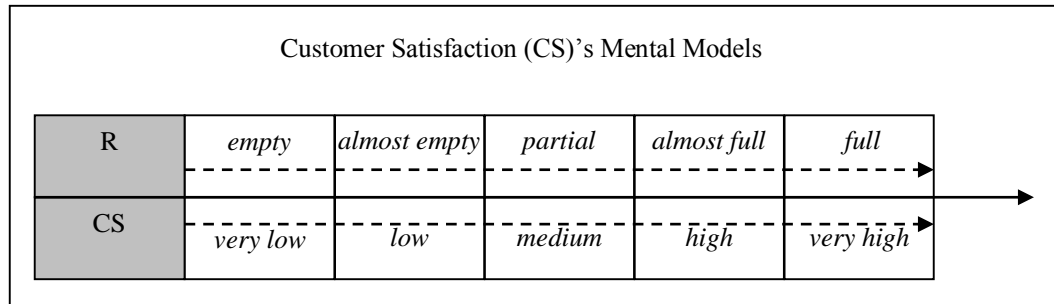 Customer Satisfaction (CS)’s Mental Models
R empty almost empty partial almost full full
CS very low low medium high very high